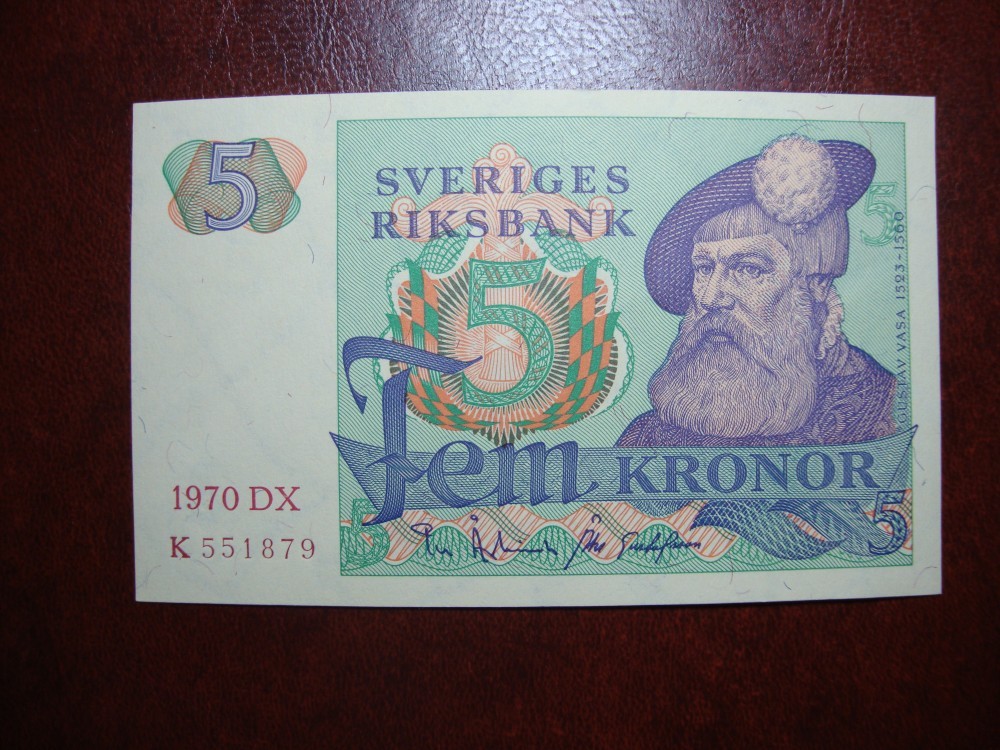 5
SVERIGES
RIKSBANK
5
5
GUSTAV VASA 1523-1560
Fem KRONOR
1970 DX
K 551879
5
5